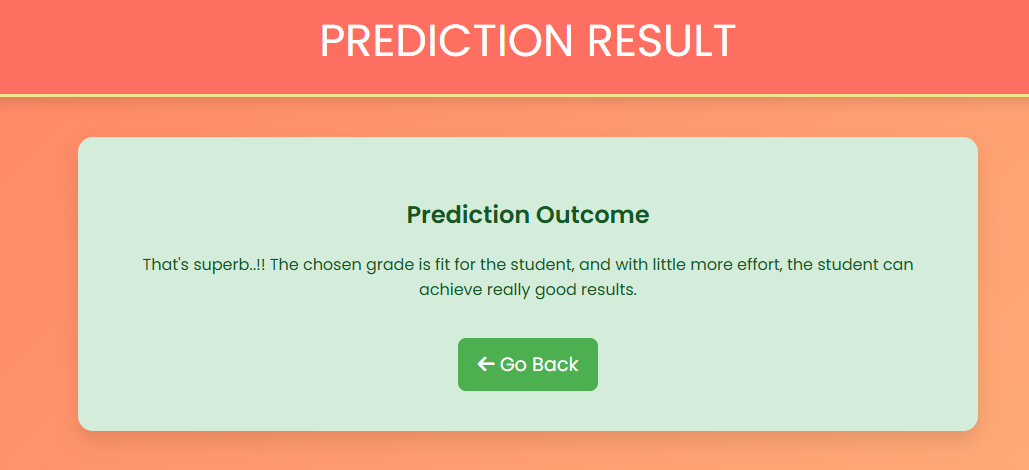 PREDICTION RESULT
Prediction Outcome
That's superb..!! The chosen grade is fit for the student, and with little more effort, the student can
achieve really good results.
Go Back